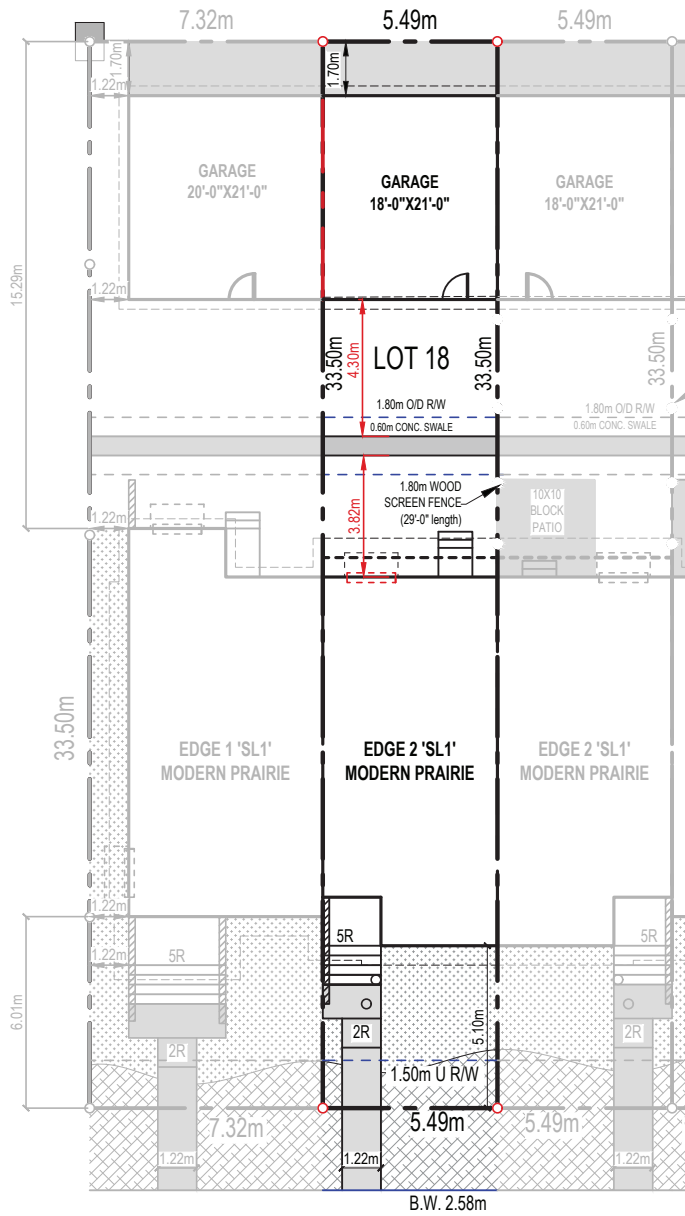 7.32m
5.49m
5.49m
1.70m
1.70m
1.22m
GARAGE
20'-0"X21'-0"
GARAGE
18'-0"X21'-0"
GARAGE
18'-0"X21'-0"
15.29m
1.22m
33.50m
4.30m
LOT 18
33.50m
33.50m
1.80m O/D R/W
0.60m CONC. SWALE
1.80m O/D R/W
0.60m CONC. SWALE
1.80m WOOD
SCREEN FENCE
(29'-0" length)
10X10
BLOCK
PATIO
1.22m
3.82m
33.50m
EDGE 1 'SL1'
MODERN PRAIRIE
EDGE 2 'SL1'
MODERN PRAIRIE
EDGE 2 'SL1'
MODERN PRAIRIE
1.22m
5R
5R
5R
1.22m
6.01m
5.10m
2R
2R
2R
1.50m U R/W
7.32m
5.49m
5.49m
1.22m
1.22m
1.22m
B.W. 2.58m